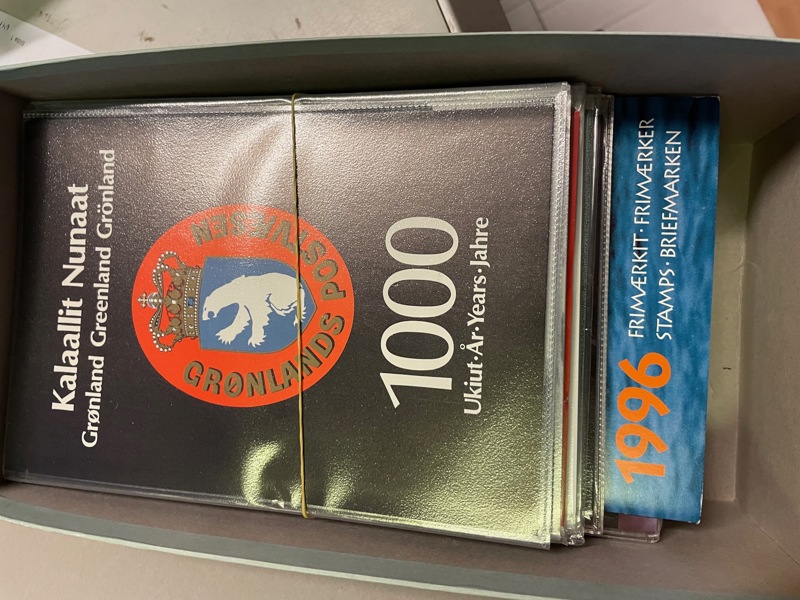 Kalaallit Nunaat
Grønland Greenland Grönland
GRØNLANDS POSTVÆSEN
1000
Ukiut·År·Years·Jahre
1996
FRIMÆRKIT·FRIMÆRKER
STAMPS·BRIEFMARKEN